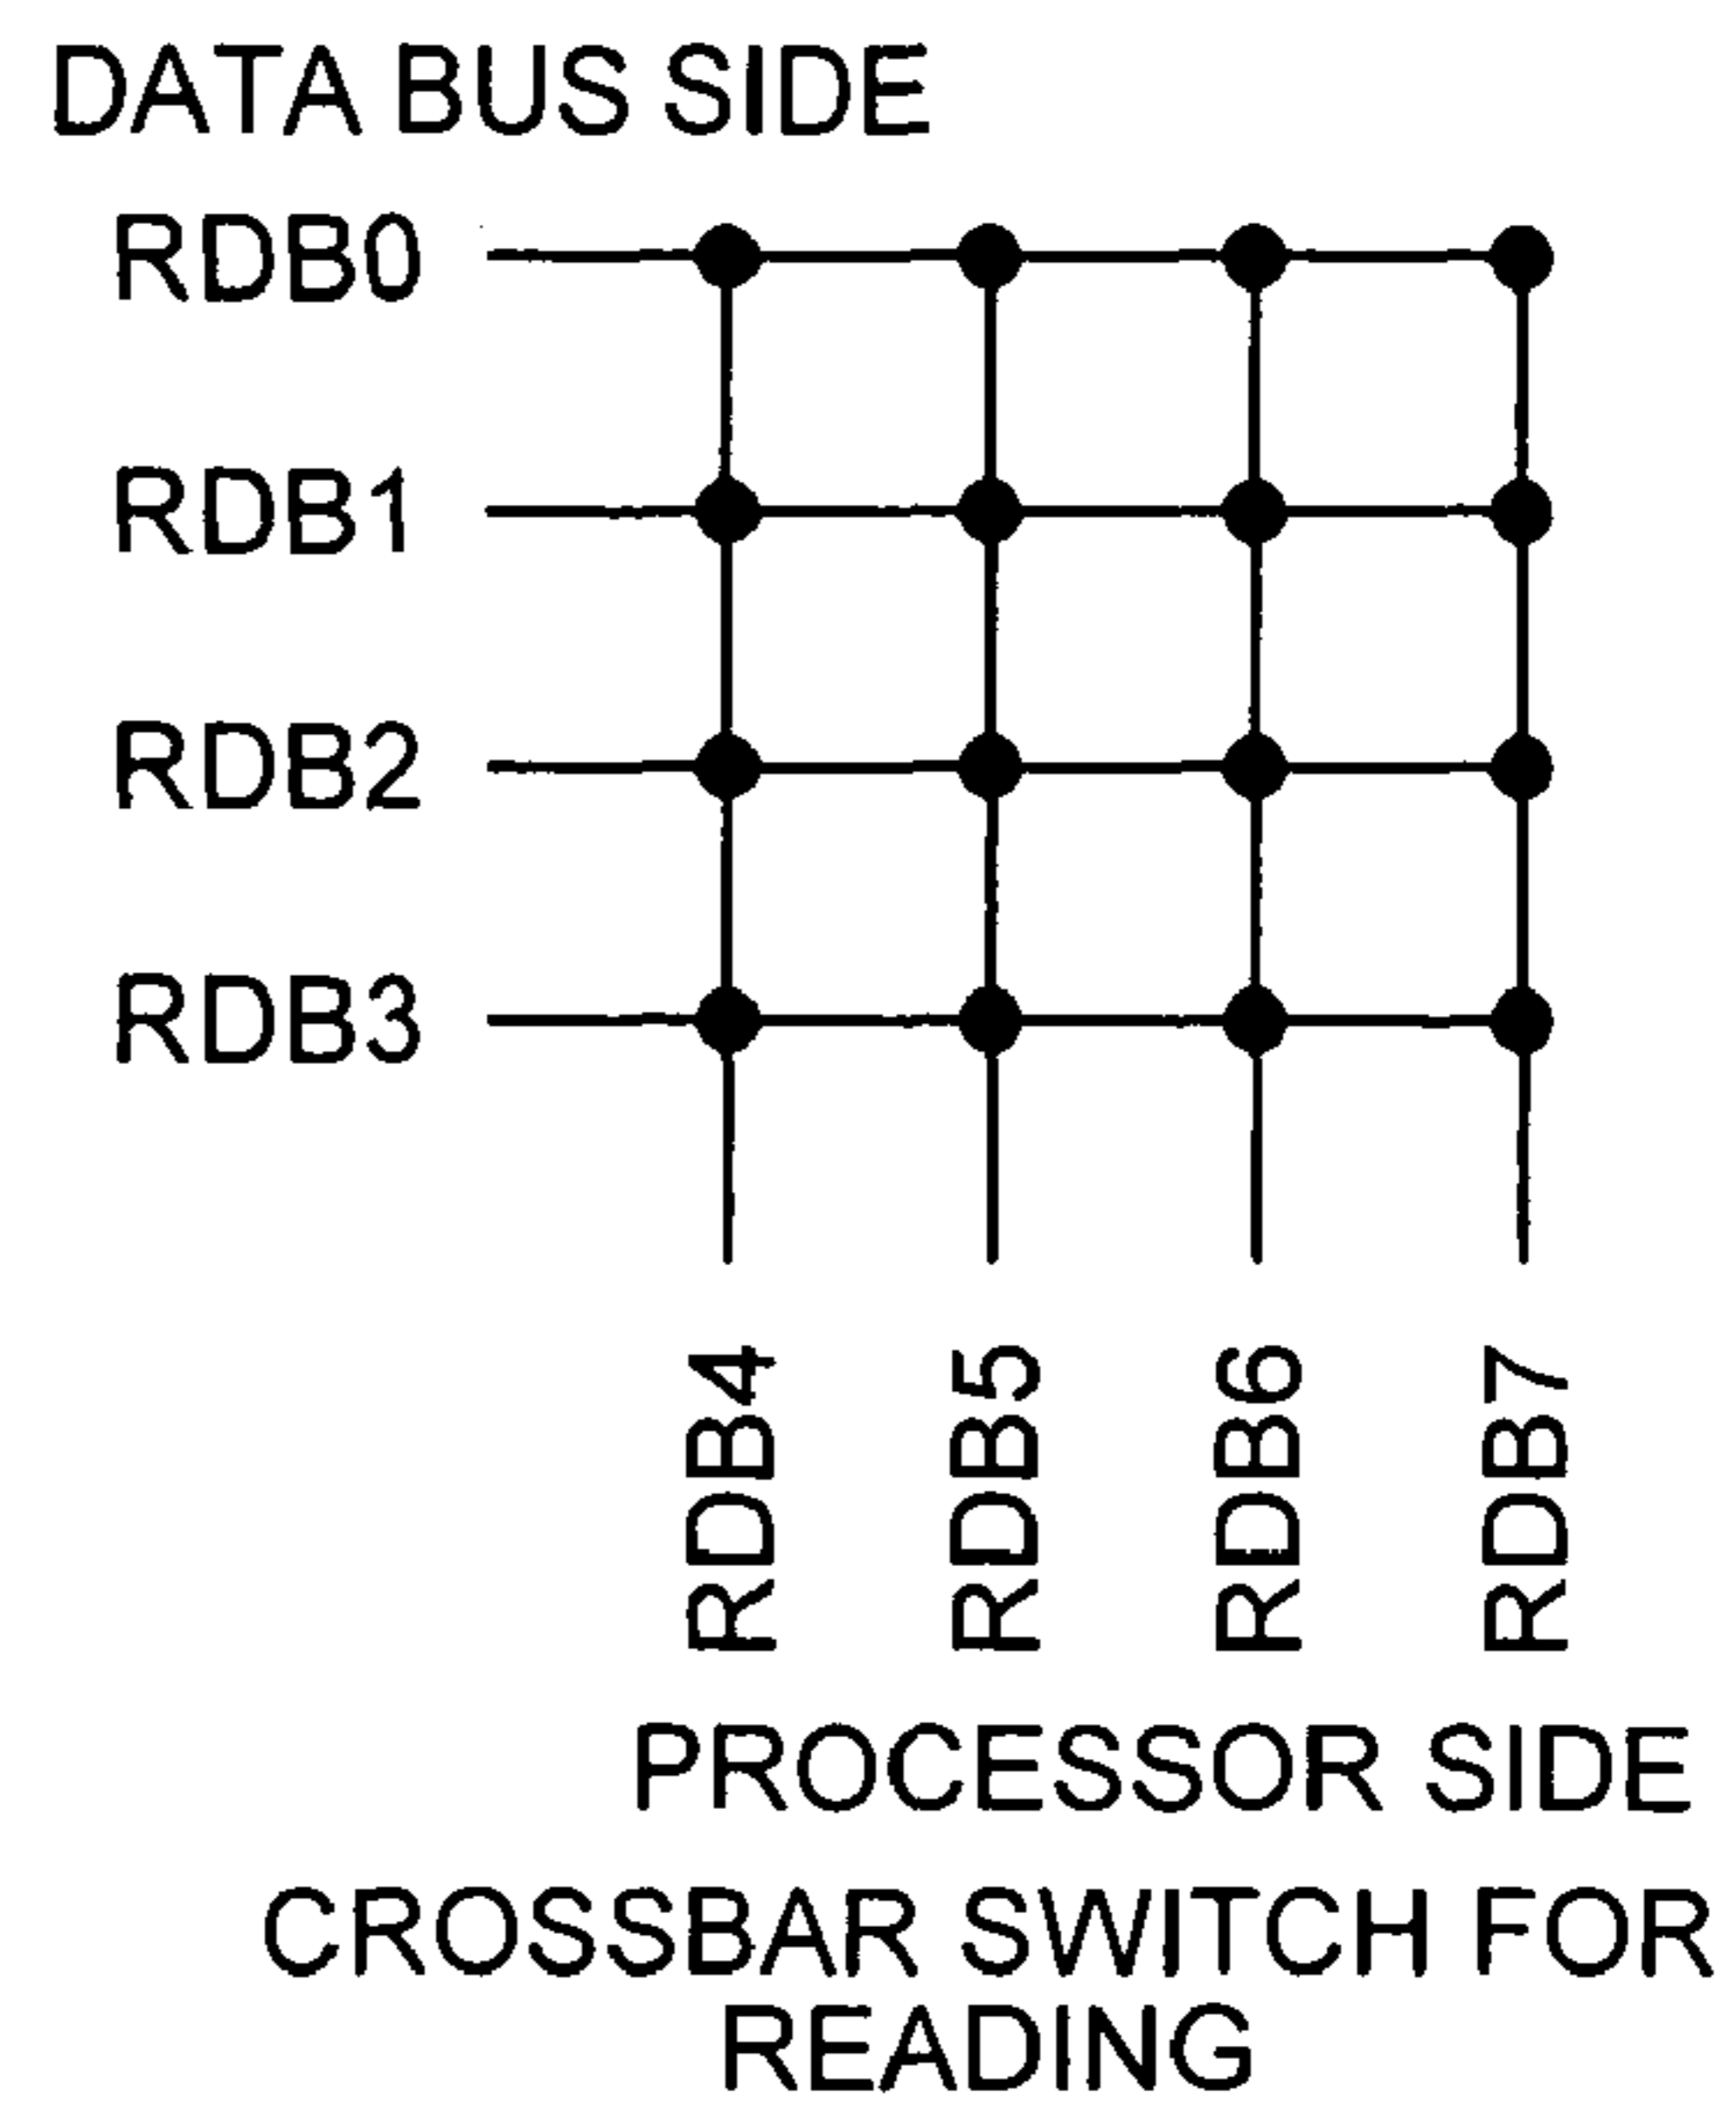 DATA BUS SIDE
RDB0
RDB1
RDB2
RDB3
RDB4
RDB5
RDB6
RDB7
PROCESSOR SIDE
CROSSBAR SWITCH FOR
READING